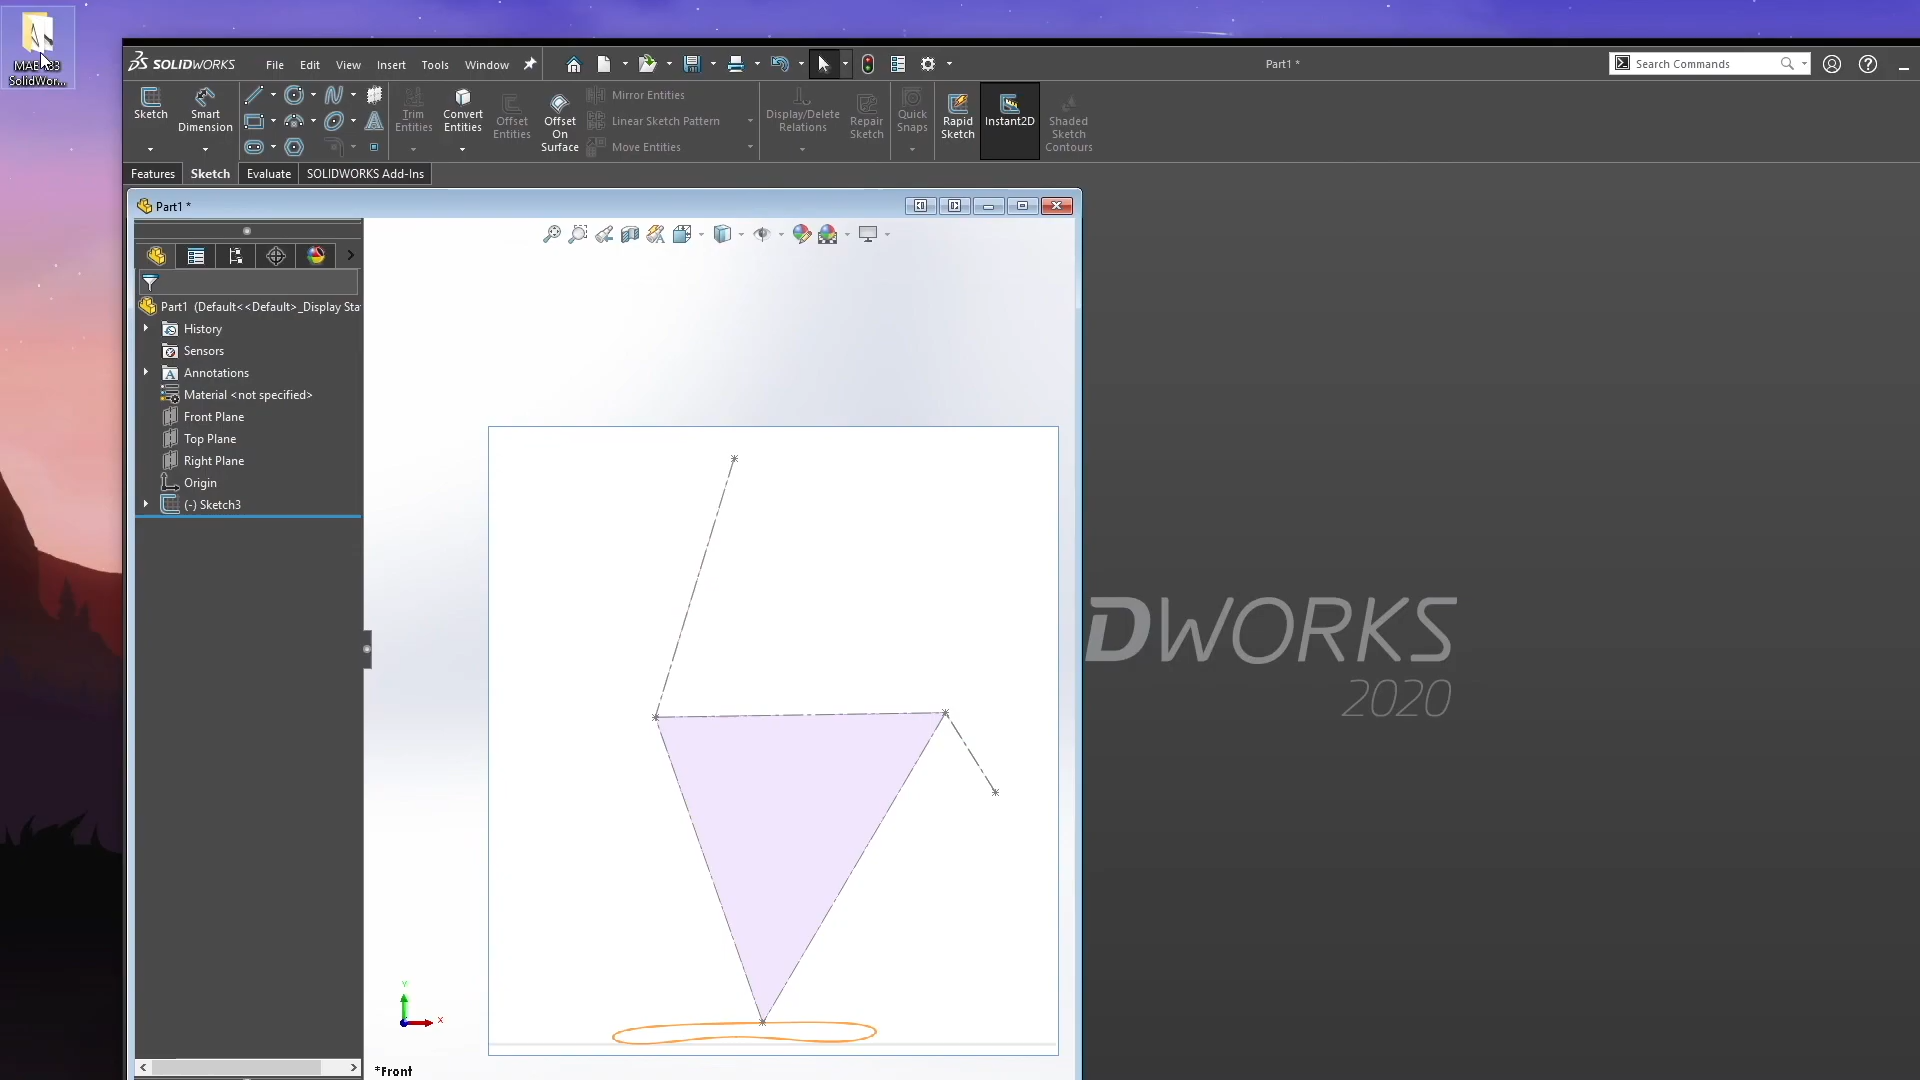 SOLIDWORKS
File Edit View Insert Tools Window
Part1 *
Search Commands
Sketch
Smart Dimension
Trim Entities
Convert Entities
Offset Entities
Offset On Surface
Mirror Entities
Linear Sketch Pattern
Move Entities
Display/Delete Relations
Repair Sketch
Quick Snaps
Rapid Sketch
Instant2D
Shaded Sketch Contours
Features Sketch Evaluate SOLIDWORKS Add-Ins
SolidWor...
Part1 *
Part1 (Default<<Default>_Display Sta
History
Sensors
Annotations
Material <not specified>
Front Plane
Top Plane
Right Plane
Origin
(-) Sketch3
DWORKS
2020
Y
X
*Front